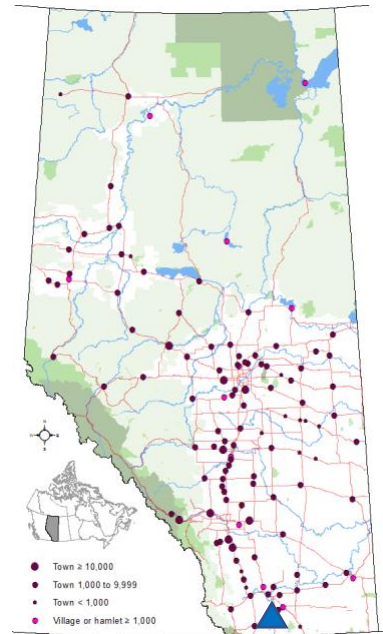 Town ≥ 10,000
Town 1,000 to 9,999
Town < 1,000
Village or hamlet ≥ 1,000